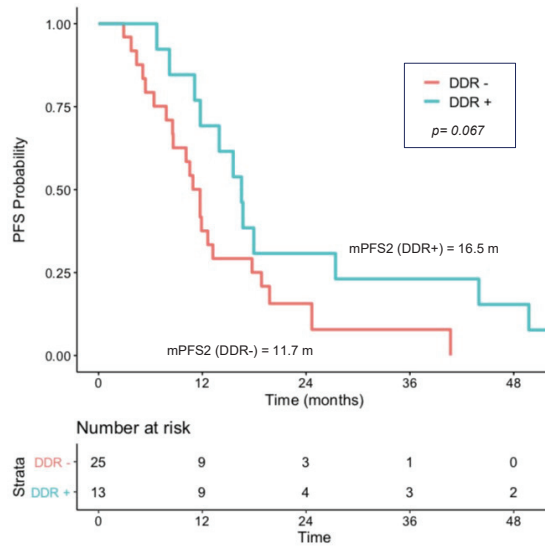 1.00
0.75
0.50
0.25
0.00
PFS Probability
DDR -
DDR +
p= 0.067
mPFS2 (DDR+) = 16.5 m
mPFS2 (DDR-) = 11.7 m
0 12 24 36 48
Time (months)
Number at risk
Strata
DDR - 25 9 3 1 0
DDR + 13 9 4 3 2
0 12 24 36 48
Time